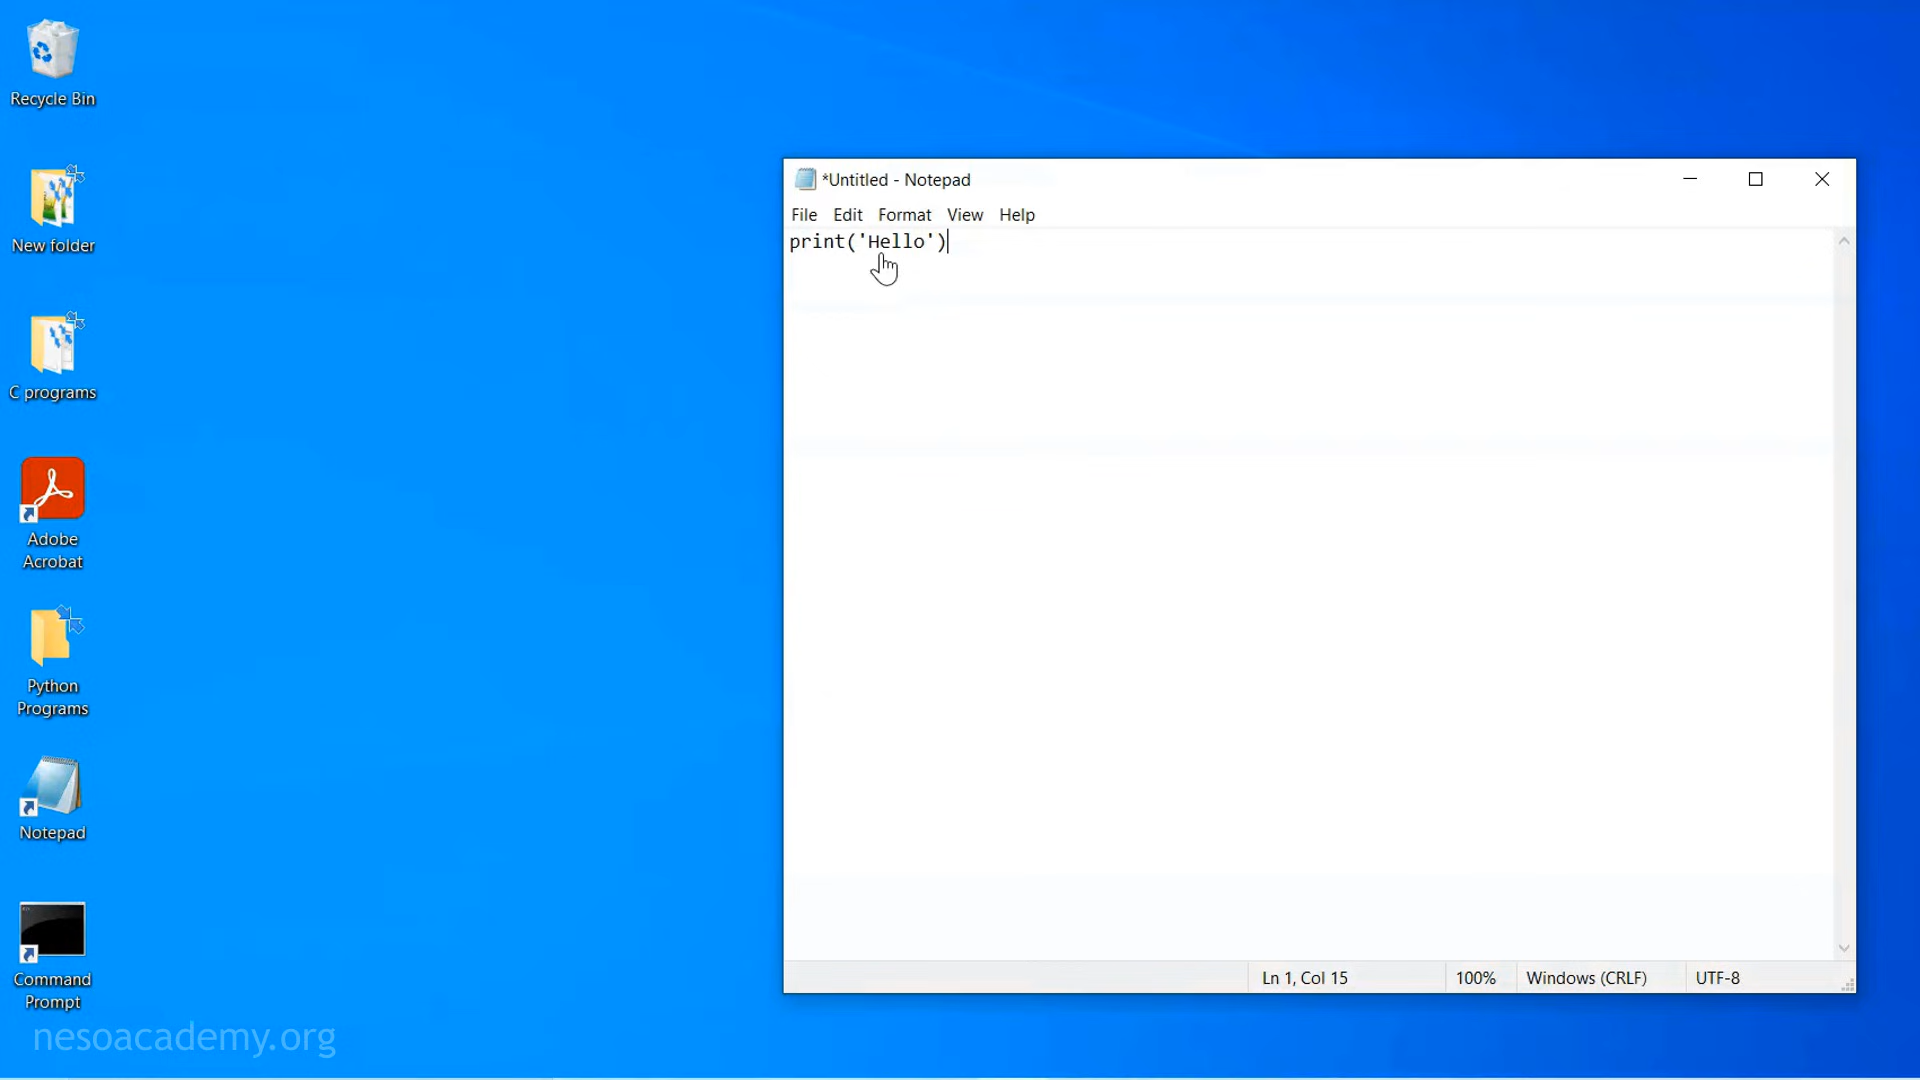 Recycle Bin
New folder
C programs
Adobe
Acrobat
Python
Programs
Notepad
Command
Prompt
*Untitled - Notepad
File Edit Format View Help
print('Hello')
Ln 1, Col 15 100% Windows (CRLF) UTF-8
nesoacademy.org